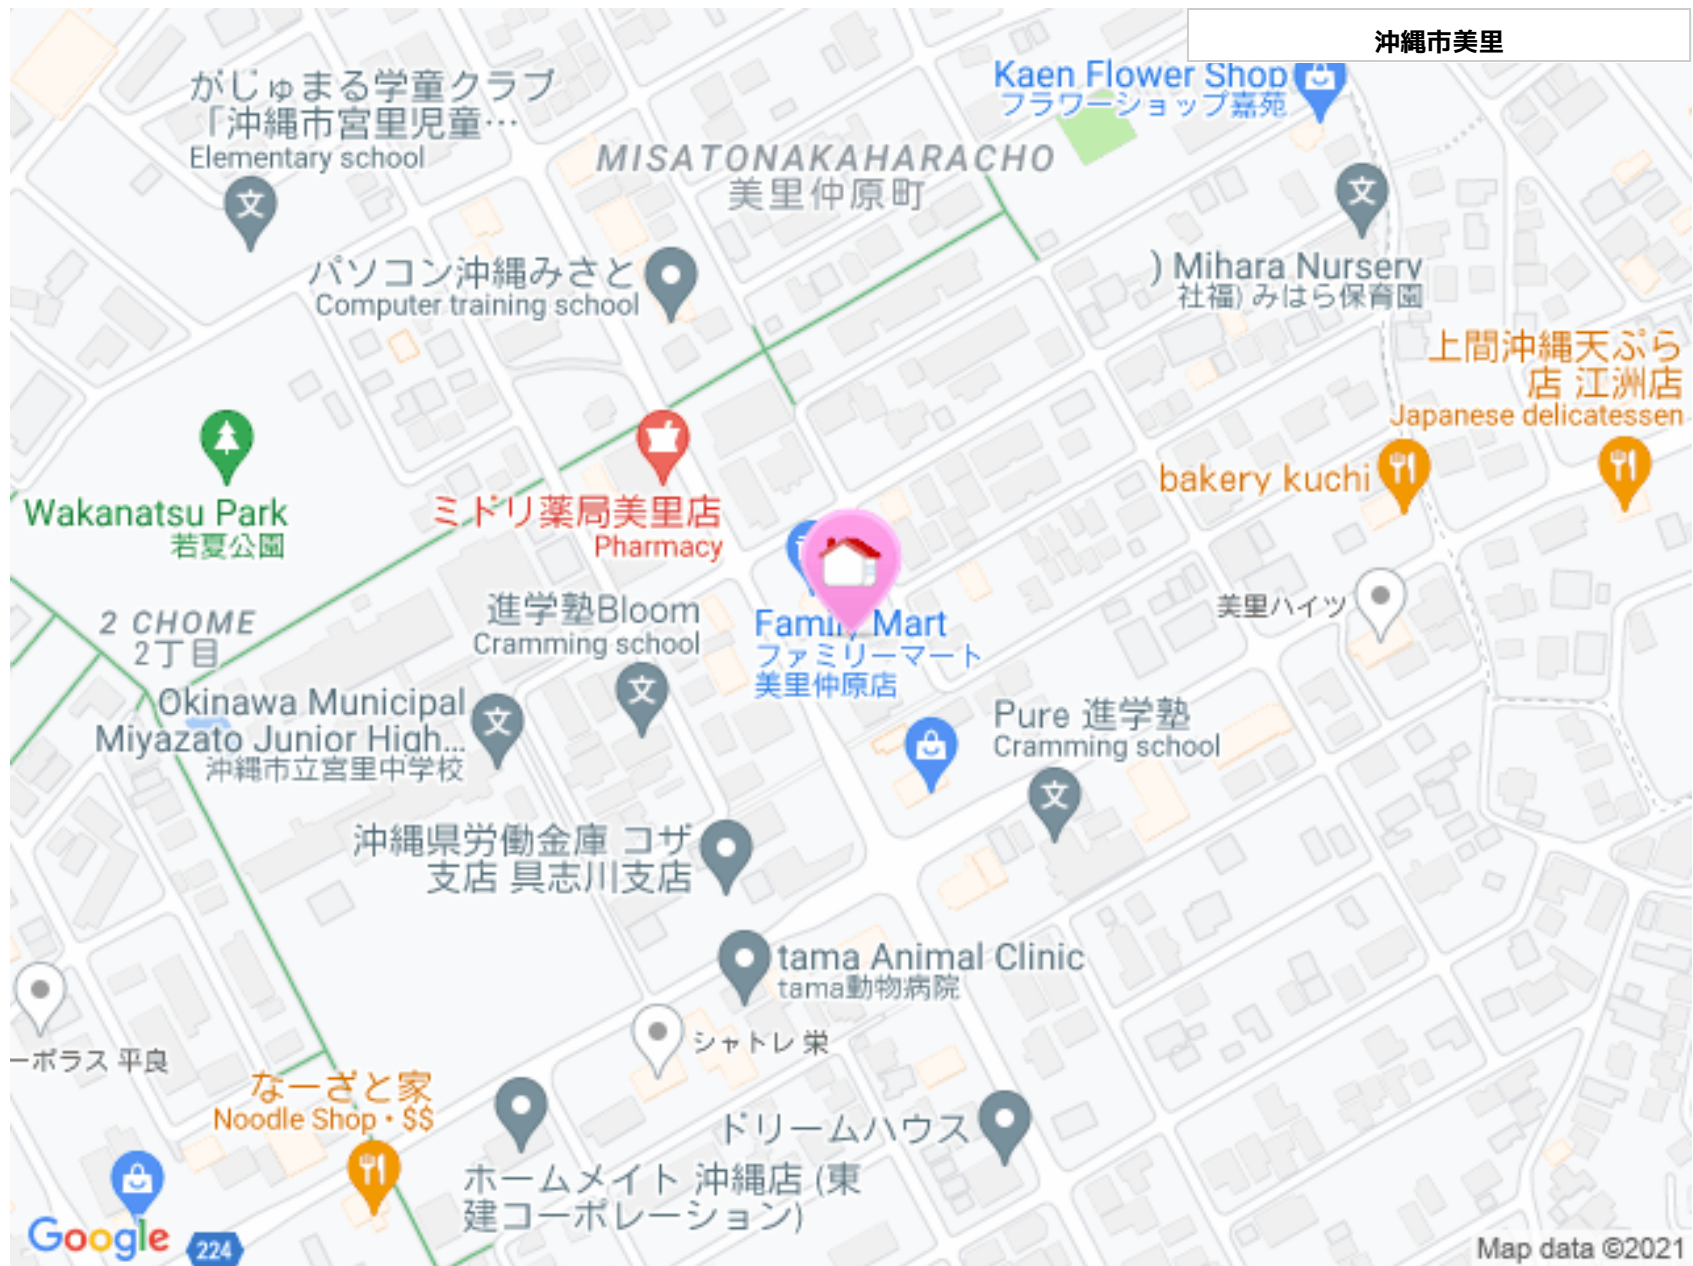 沖縄市美里
Kaen Flower Shop
フラワーショップ嘉苑
がじゅまる学童クラブ
「沖縄市宮里児童…
Elementary school
文
MISATONAKAHARACHO
美里仲原町
文
パソコン沖縄みさと
Computer training school
) Mihara Nursery
社福) みはら保育園
上間沖縄天ぷら
店 江洲店
Japanese delicatessen
bakery kuchi
Wakanatsu Park
若夏公園
ミドリ薬局美里店
Pharmacy
2 CHOME
2丁目
進学塾Bloom
Cramming school
文
Family Mart
ファミリーマート
美里仲原店
美里ハイツ
Okinawa Municipal
Miyazato Junior High...
沖縄市立宮里中学校
文
Pure 進学塾
Cramming school
文
沖縄県労働金庫 コザ
支店 具志川支店
tama Animal Clinic
tama動物病院
シャトレ 栄
ーポラス 平良
なーざと家
Noodle Shop • $$
ドリームハウス
ホームメイト 沖縄店 (東
建コーポレーション)
Google
224
Map data ©2021